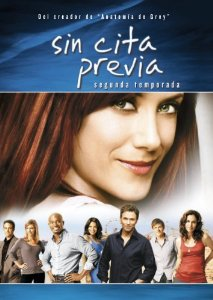 Del creador de "Anatomía de Grey"
sin cita
previa
segunda temporada